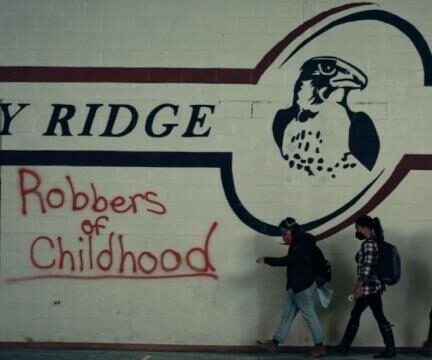 Y RIDGE
Robbers
of
Childhood